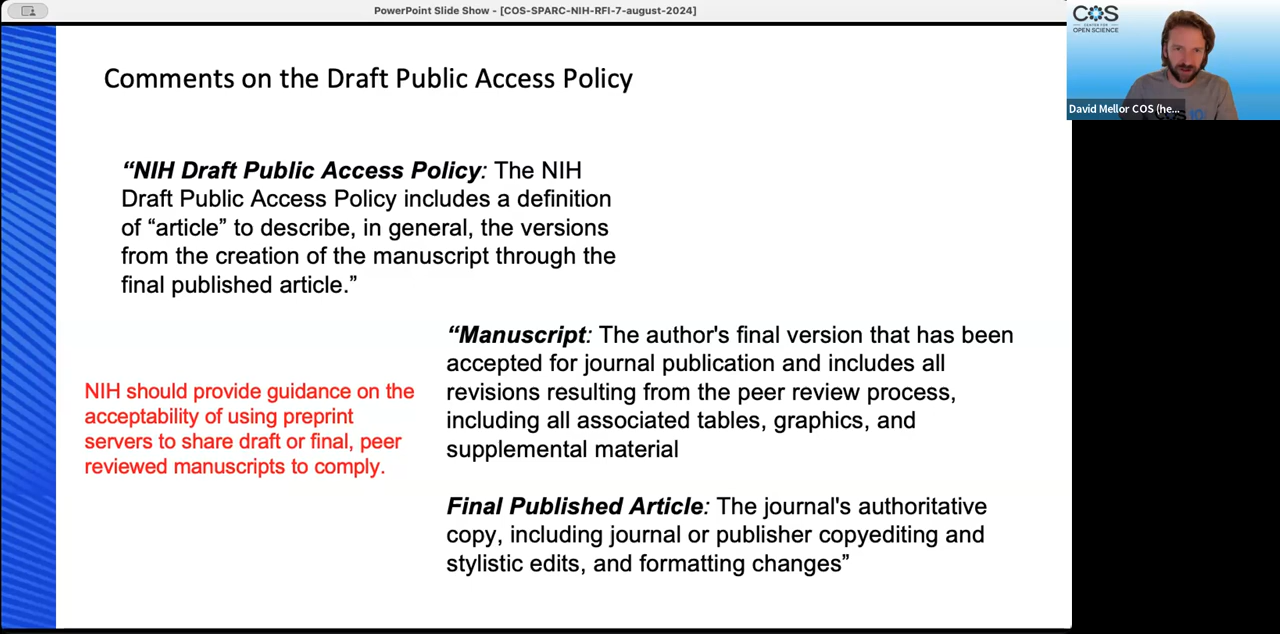 PowerPoint Slide Show - [COS-SPARC-NIH-RFI-7-august-2024]
COS
CENTER FOR
OPEN SCIENCE
David Mellor COS (he...
Comments on the Draft Public Access Policy
“NIH Draft Public Access Policy: The NIH
Draft Public Access Policy includes a definition
of “article” to describe, in general, the versions
from the creation of the manuscript through the
final published article.”
“Manuscript: The author's final version that has been
accepted for journal publication and includes all
revisions resulting from the peer review process,
including all associated tables, graphics, and
supplemental material
NIH should provide guidance on the
acceptability of using preprint
servers to share draft or final, peer
reviewed manuscripts to comply.
Final Published Article: The journal's authoritative
copy, including journal or publisher copyediting and
stylistic edits, and formatting changes”